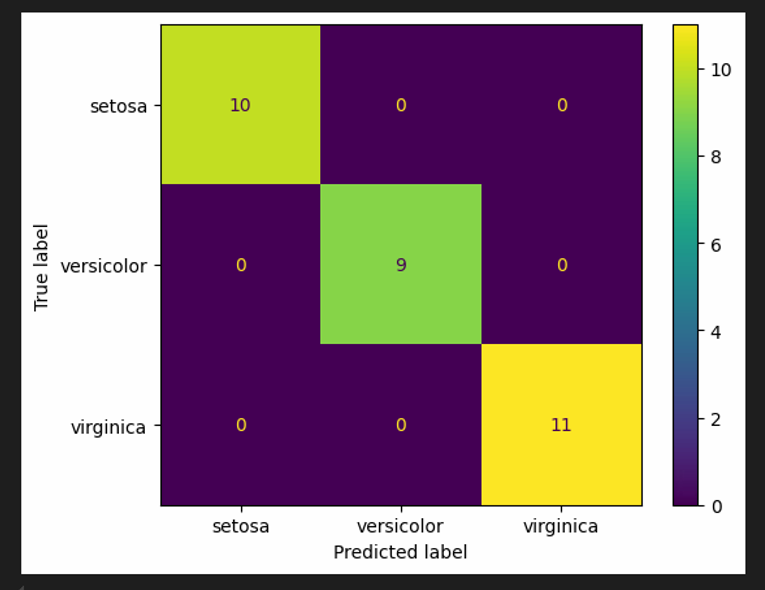 10
setosa 10 0 0
8
True label
6
versicolor 0 9 0
4
2
virginica 0 0 11
0
setosa versicolor virginica
Predicted label